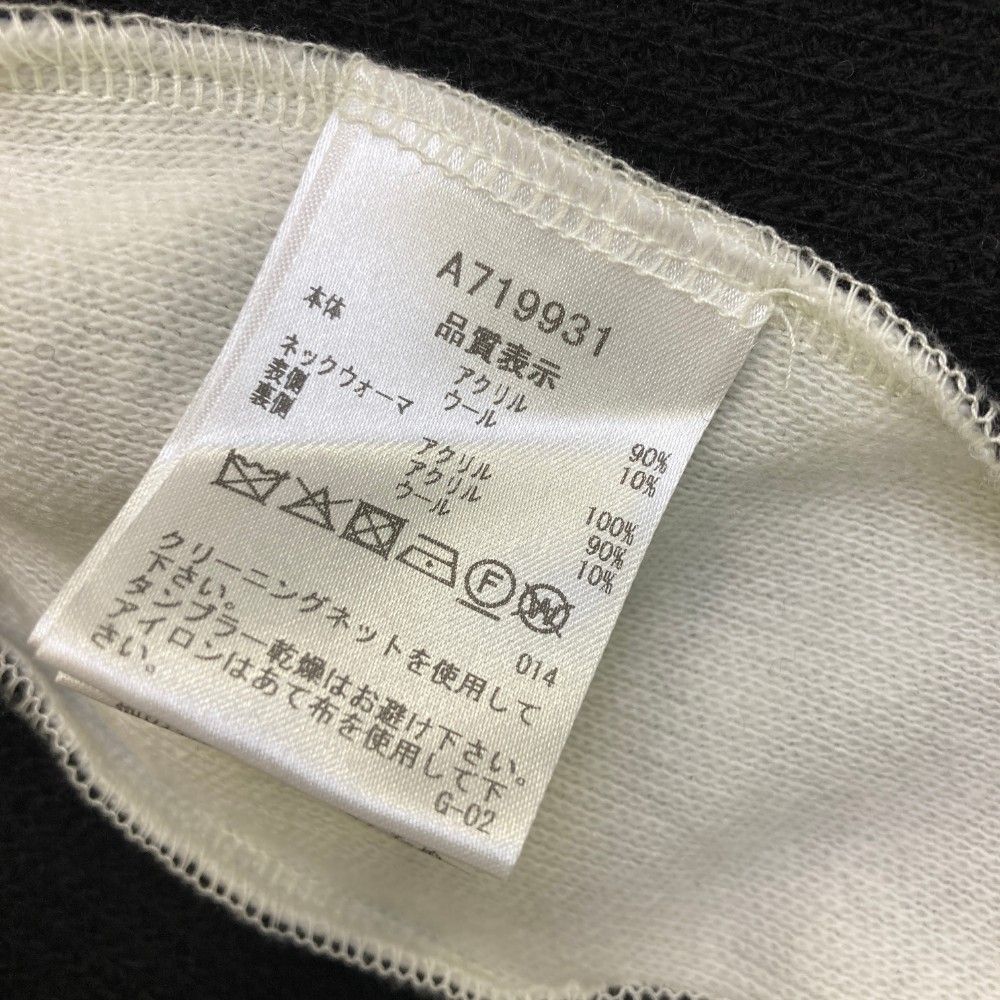 A719931
品質表示
本体 アクリル 90%
ウール 10%
ネックウォーマ
表側 アクリル 100%
裏側 アクリル 90%
ウール 10%
F W
014
クリーニングネットを使用して
下さい。
タンブラー乾燥はお避け下さい。
アイロンはあて布を使用して下
さい。
G-02